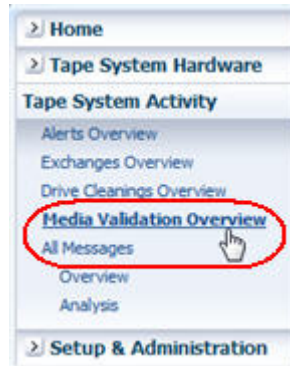 Home
Tape System Hardware
Tape System Activity
Alerts Overview
Exchanges Overview
Drive Cleanings Overview
Media Validation Overview
All Messages
Overview
Analysis
Setup & Administration